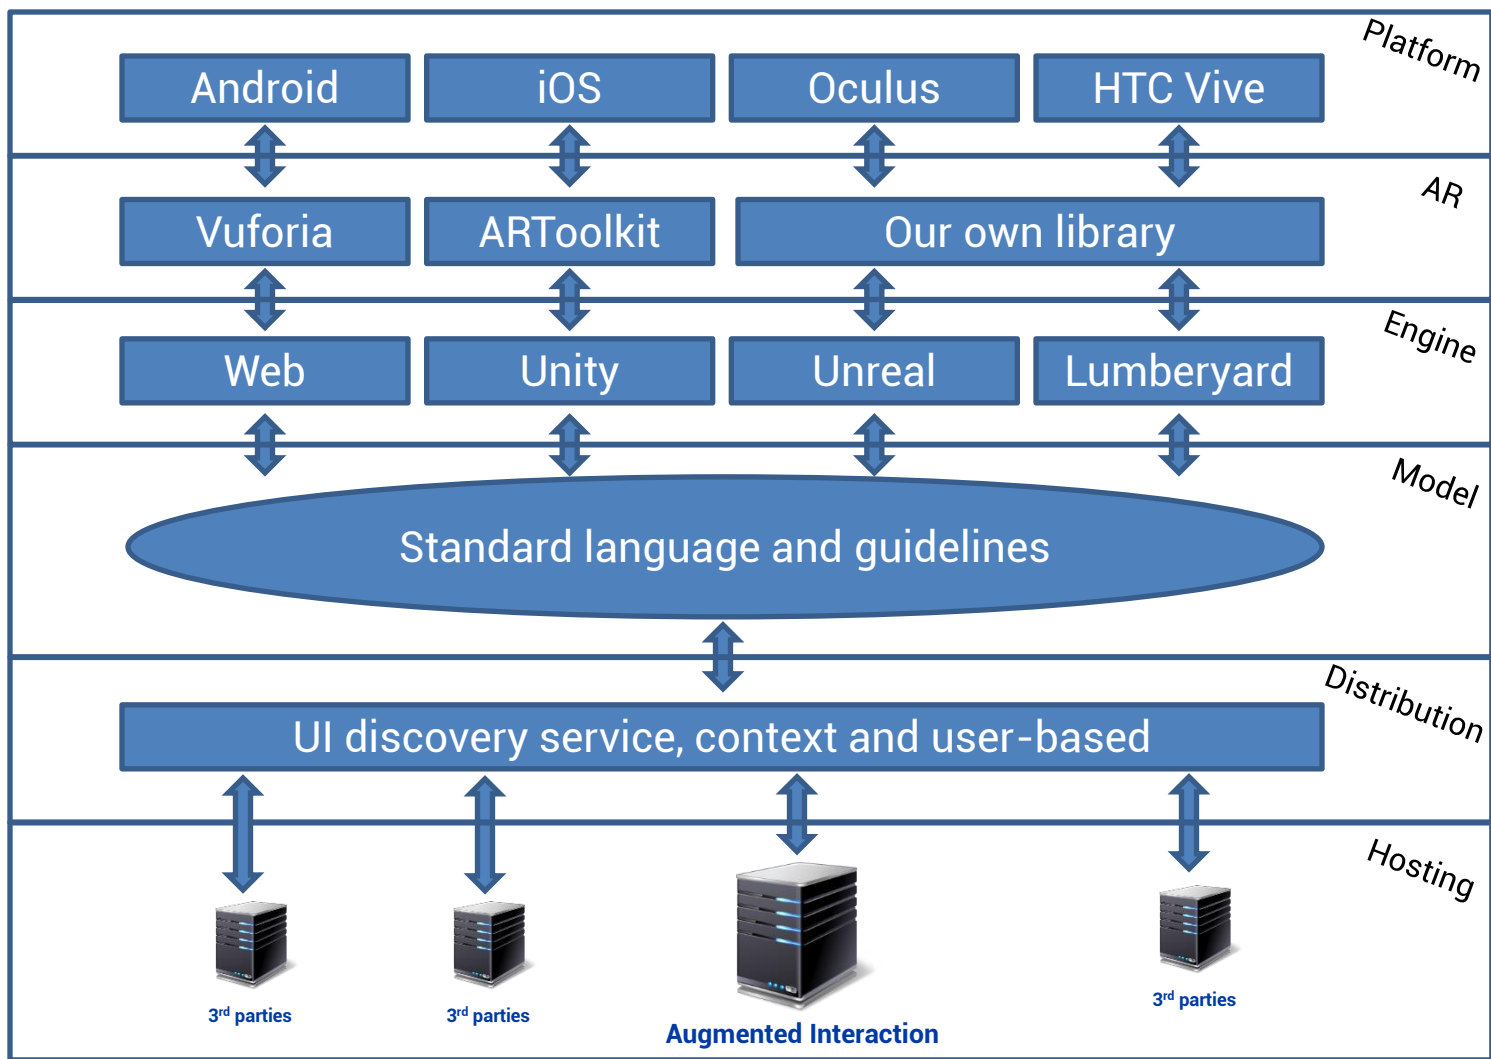 Platform
Android
iOS
Oculus
HTC Vive
AR
Vuforia
ARToolkit
Our own library
Engine
Web
Unity
Unreal
Lumberyard
Model
Standard language and guidelines
Distribution
UI discovery service, context and user-based
Hosting
3rd parties
3rd parties
Augmented Interaction
3rd parties